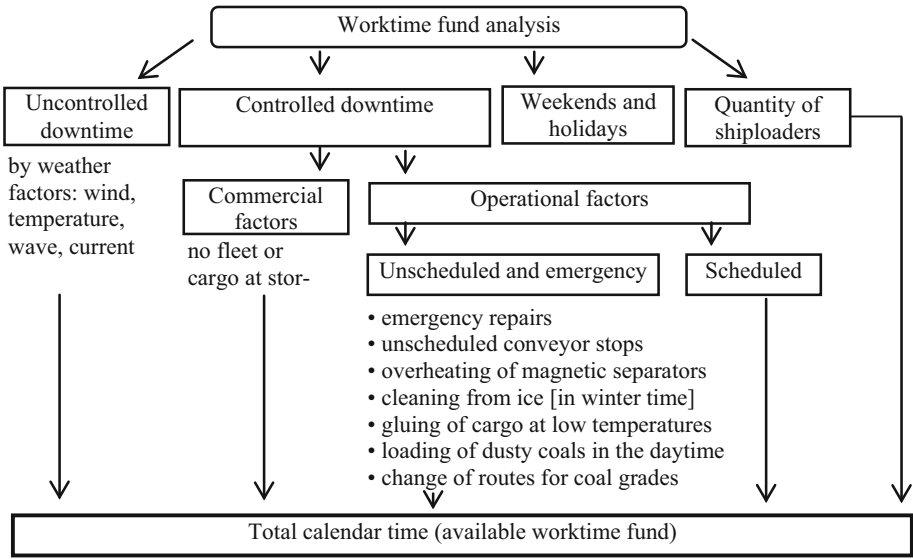 Worktime fund analysis
Uncontrolled
downtime
Controlled downtime
Weekends and
holidays
Quantity of
shiploaders
by weather
factors: wind,
temperature,
wave, current
Commercial
factors
Operational factors
no fleet or
cargo at stor-
Unscheduled and emergency
Scheduled
• emergency repairs
• unscheduled conveyor stops
• overheating of magnetic separators
• cleaning from ice [in winter time]
• gluing of cargo at low temperatures
• loading of dusty coals in the daytime
• change of routes for coal grades
Total calendar time (available worktime fund)